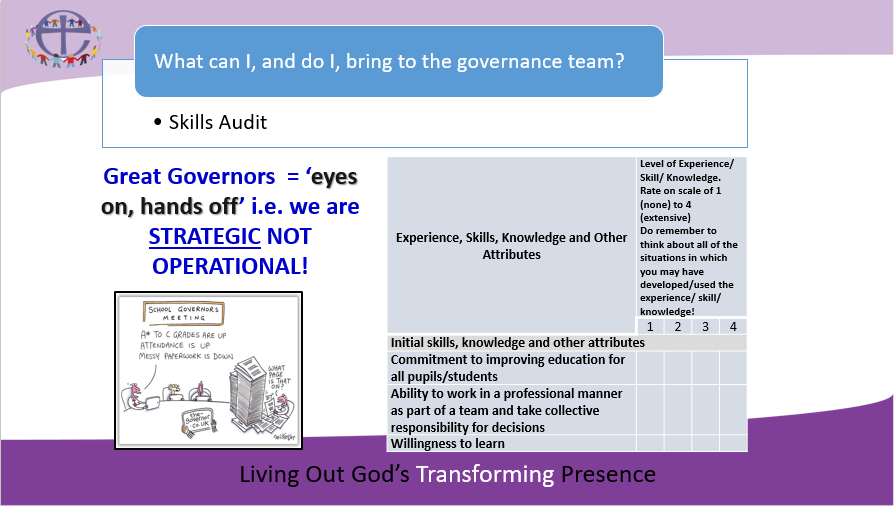 What can I, and do I, bring to the governance team?
• Skills Audit
Great Governors = ‘eyes
on, hands off’ i.e. we are
STRATEGIC NOT
OPERATIONAL!
SCHOOL GOVERNORS
MEETING
A* TO C GRADES ARE UP
ATTENDANCE IS UP
MESSY PAPERWORK IS DOWN
WHAT
PAGE
IS THAT
ON?
the-
governor
.co.uk
Experience, Skills, Knowledge and Other
Attributes
Level of Experience/
Skill/ Knowledge.
Rate on scale of 1
(none) to 4
(extensive)
Do remember to
think about all of the
situations in which
you may have
developed/used the
experience/ skill/
knowledge!
1 2 3 4
Initial skills, knowledge and other attributes
Commitment to improving education for
all pupils/students
Ability to work in a professional manner
as part of a team and take collective
responsibility for decisions
Willingness to learn
Living Out God’s Transforming Presence